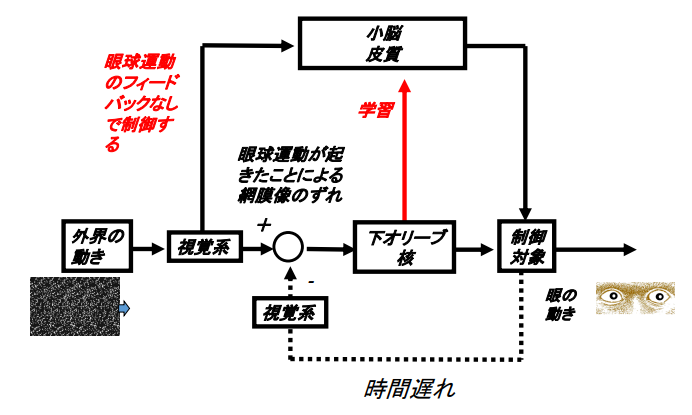 小脳
皮質
眼球運動
のフィード
バックなし
で制御す
る
学習
眼球運動が起
きたことによる
網膜像のずれ
+
外界の
動き
視覚系
下オリーブ
核
制御
対象
-
視覚系
眼の
動き
時間遅れ